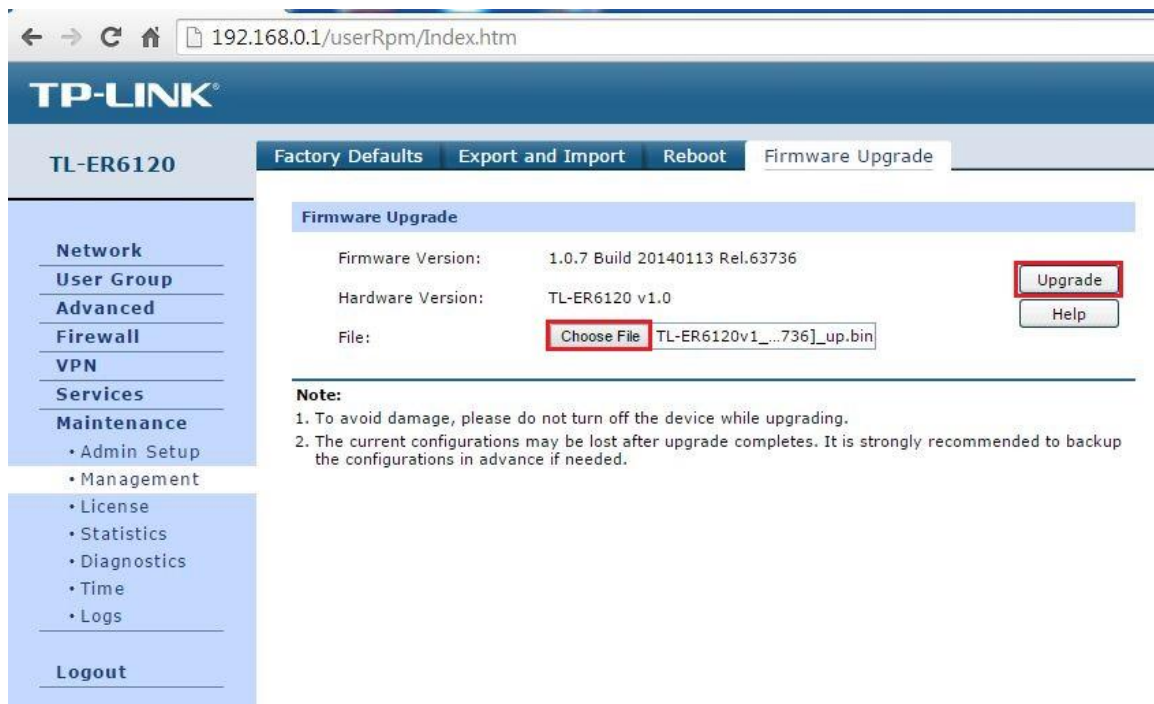 192.168.0.1/userRpm/Index.htm
TP-LINK®
TL-ER6120
Factory Defaults Export and Import Reboot Firmware Upgrade
Network
User Group
Advanced
Firewall
VPN
Services
Maintenance
• Admin Setup
• Management
• License
• Statistics
• Diagnostics
• Time
• Logs
Logout
Firmware Upgrade
Firmware Version: 1.0.7 Build 20140113 Rel.63736
Hardware Version: TL-ER6120 v1.0
File: Choose File TL-ER6120v1_...736]_up.bin
Upgrade
Help
Note:
1. To avoid damage, please do not turn off the device while upgrading.
2. The current configurations may be lost after upgrade completes. It is strongly recommended to backup
the configurations in advance if needed.